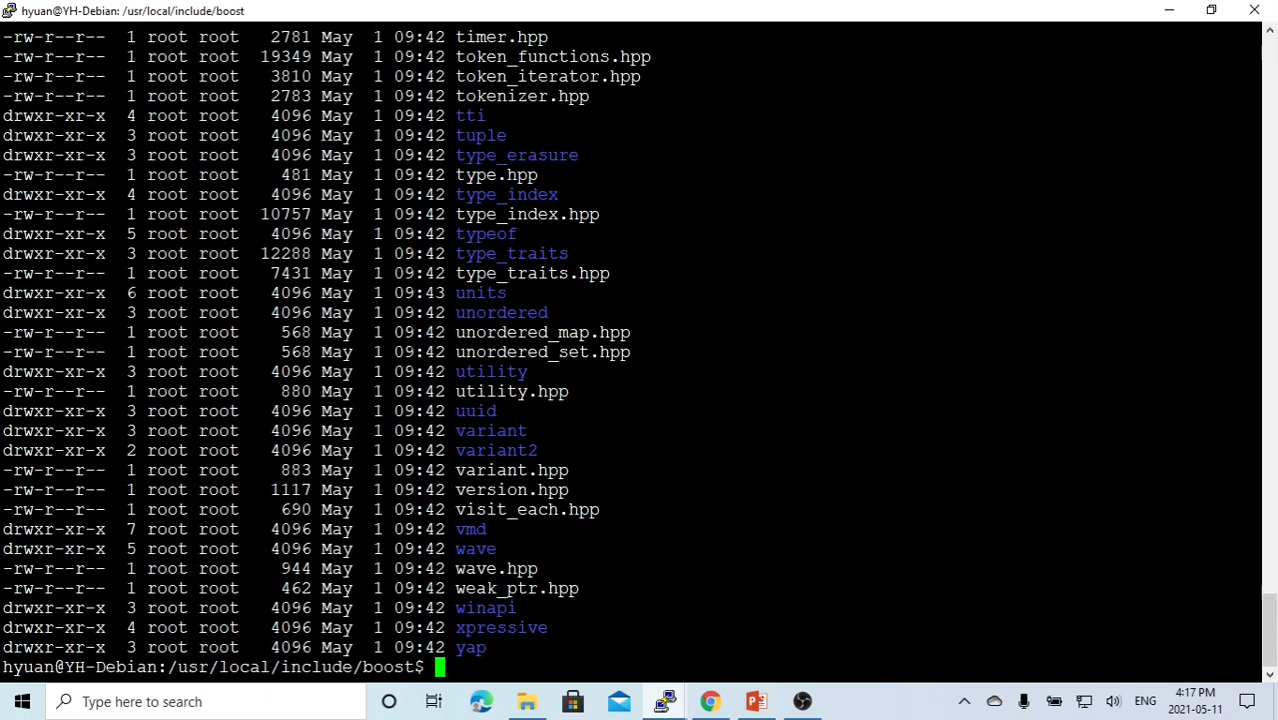 hyuan@YH-Debian: /usr/local/include/boost
-rw-r--r-- 1 root root 2781 May 1 09:42 timer.hpp
-rw-r--r-- 1 root root 19349 May 1 09:42 token_functions.hpp
-rw-r--r-- 1 root root 3810 May 1 09:42 token_iterator.hpp
-rw-r--r-- 1 root root 2783 May 1 09:42 tokenizer.hpp
drwxr-xr-x 4 root root 4096 May 1 09:42 tti
drwxr-xr-x 3 root root 4096 May 1 09:42 tuple
drwxr-xr-x 3 root root 4096 May 1 09:42 type_erasure
-rw-r--r-- 1 root root 481 May 1 09:42 type.hpp
drwxr-xr-x 4 root root 4096 May 1 09:42 type_index
-rw-r--r-- 1 root root 10757 May 1 09:42 type_index.hpp
drwxr-xr-x 5 root root 4096 May 1 09:42 typeof
drwxr-xr-x 3 root root 12288 May 1 09:42 type_traits
-rw-r--r-- 1 root root 7431 May 1 09:42 type_traits.hpp
drwxr-xr-x 6 root root 4096 May 1 09:43 units
drwxr-xr-x 3 root root 4096 May 1 09:42 unordered
-rw-r--r-- 1 root root 568 May 1 09:42 unordered_map.hpp
-rw-r--r-- 1 root root 568 May 1 09:42 unordered_set.hpp
drwxr-xr-x 3 root root 4096 May 1 09:42 utility
-rw-r--r-- 1 root root 880 May 1 09:42 utility.hpp
drwxr-xr-x 3 root root 4096 May 1 09:42 uuid
drwxr-xr-x 3 root root 4096 May 1 09:42 variant
drwxr-xr-x 2 root root 4096 May 1 09:42 variant2
-rw-r--r-- 1 root root 883 May 1 09:42 variant.hpp
-rw-r--r-- 1 root root 1117 May 1 09:42 version.hpp
-rw-r--r-- 1 root root 690 May 1 09:42 visit_each.hpp
drwxr-xr-x 7 root root 4096 May 1 09:42 vmd
drwxr-xr-x 5 root root 4096 May 1 09:42 wave
-rw-r--r-- 1 root root 944 May 1 09:42 wave.hpp
-rw-r--r-- 1 root root 462 May 1 09:42 weak_ptr.hpp
drwxr-xr-x 3 root root 4096 May 1 09:42 winapi
drwxr-xr-x 4 root root 4096 May 1 09:42 xpressive
drwxr-xr-x 3 root root 4096 May 1 09:42 yap
hyuan@YH-Debian:/usr/local/include/boost$
Type here to search
ENG
4:17 PM
2021-05-11